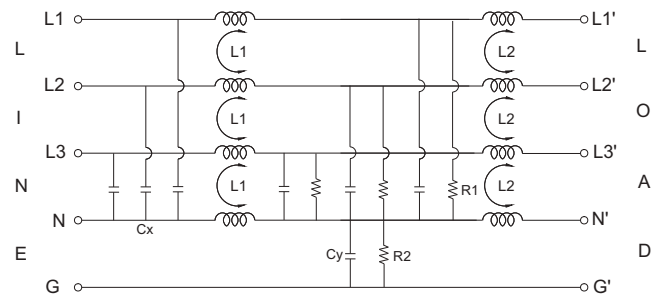 L1 L1'
L L1 L2 L
L2 L2'
I L1 L2 O
L3 L3'
N L1 L2 R1 A
N Cx N'
E Cy R2 D
G G'